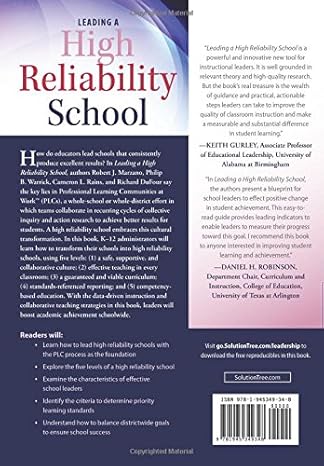 LEADING A
High
Reliability
School
How do educators lead schools that consistently
produce excellent results? In Leading a High
Reliability School, authors Robert J. Marzano, Philip
B. Warrick, Cameron L. Rains, and Richard DuFour say
the key lies in Professional Learning Communities at
Work™ (PLCs), a whole-school or whole-district effort in
which teams collaborate in recurring cycles of collective
inquiry and action research to achieve better results for
students. A high reliability school embraces this cultural
transformation. In this book, K–12 administrators will
learn how to transform their schools into high reliability
schools, using five levels: (1) a safe, supportive, and
collaborative culture; (2) effective teaching in every
classroom; (3) a guaranteed and viable curriculum;
(4) standards-referenced reporting; and (5) competency-
based education. With the data-driven instruction and
collaborative teaching strategies in this book, leaders will
boost academic achievement schoolwide.
Readers will:
• Learn how to lead high reliability schools with
the PLC process as the foundation
• Explore the five levels of a high reliability school
• Examine the characteristics of effective
school leaders
• Identify the criteria to determine priority
learning standards
• Understand how to balance districtwide goals
to ensure school success
"Leading a High Reliability School is a
powerful and innovative new tool for
instructional leaders. It is well grounded
in relevant theory and high-quality research.
But the book's real treasure is the wealth
of guidance and practical, actionable
steps leaders can take to improve the
quality of classroom instruction and make
a measurable and substantial difference
in student learning."
—KEITH GURLEY, Associate Professor
of Educational Leadership, University of
Alabama at Birmingham
"In Leading a High Reliability School,
the authors present a blueprint for
school leaders to effect positive change
in student achievement. This easy-to-
read guide provides leading indicators
to enable leaders to measure their progress
toward this goal. I recommend this book
to anyone interested in improving student
learning and achievement."
—DANIEL H. ROBINSON,
Department Chair, Curriculum and
Instruction, College of Education,
University of Texas at Arlington
Visit go.SolutionTree.com/leadership to
download the free reproducibles in this book.
SolutionTree.com
ISBN 978-1-945349-34-8
9 781945 349348